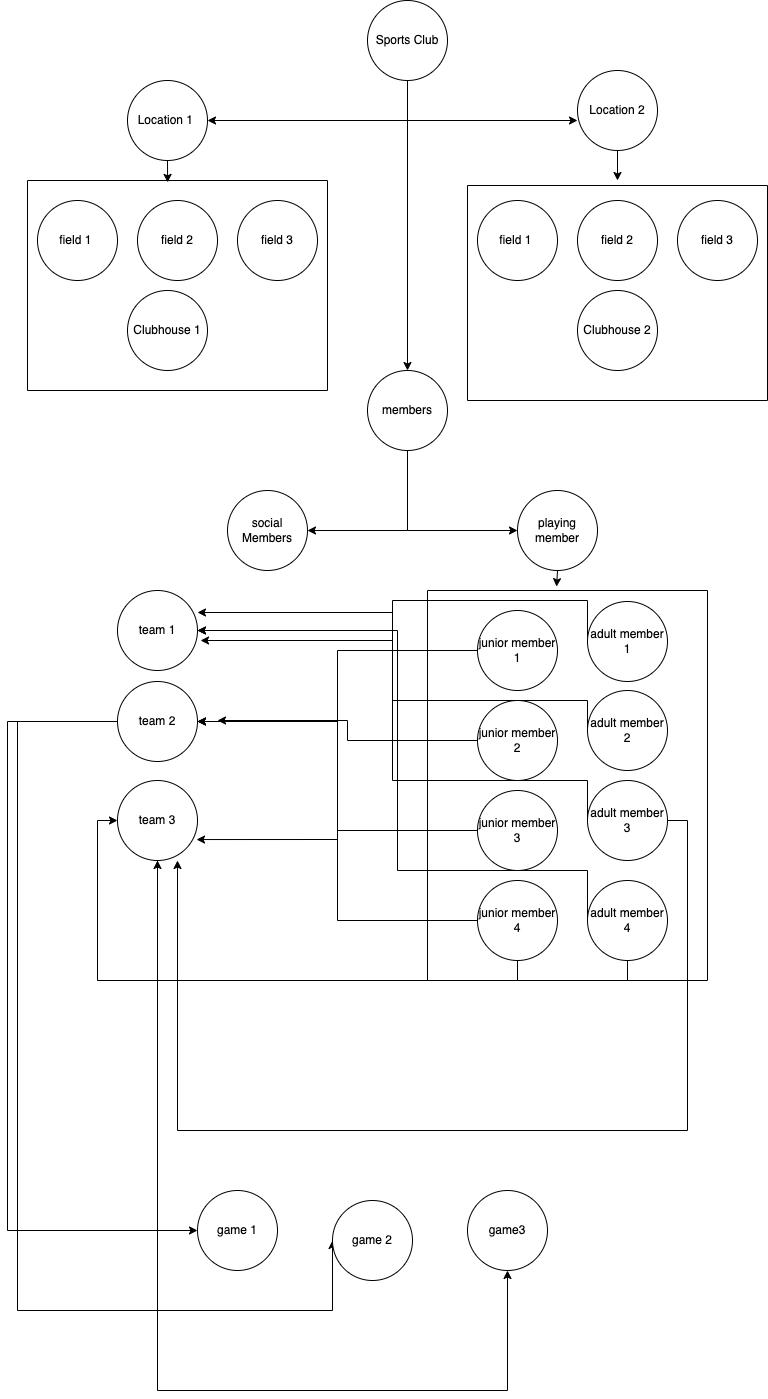 Sports Club
Location 1
Location 2
field 1
field 2
field 3
Clubhouse 1
field 1
field 2
field 3
Clubhouse 2
members
social
Members
playing
member
team 1
team 2
team 3
junior member
1
adult member
1
junior member
2
adult member
2
junior member
3
adult member
3
junior member
4
adult member
4
game 1
game 2
game3